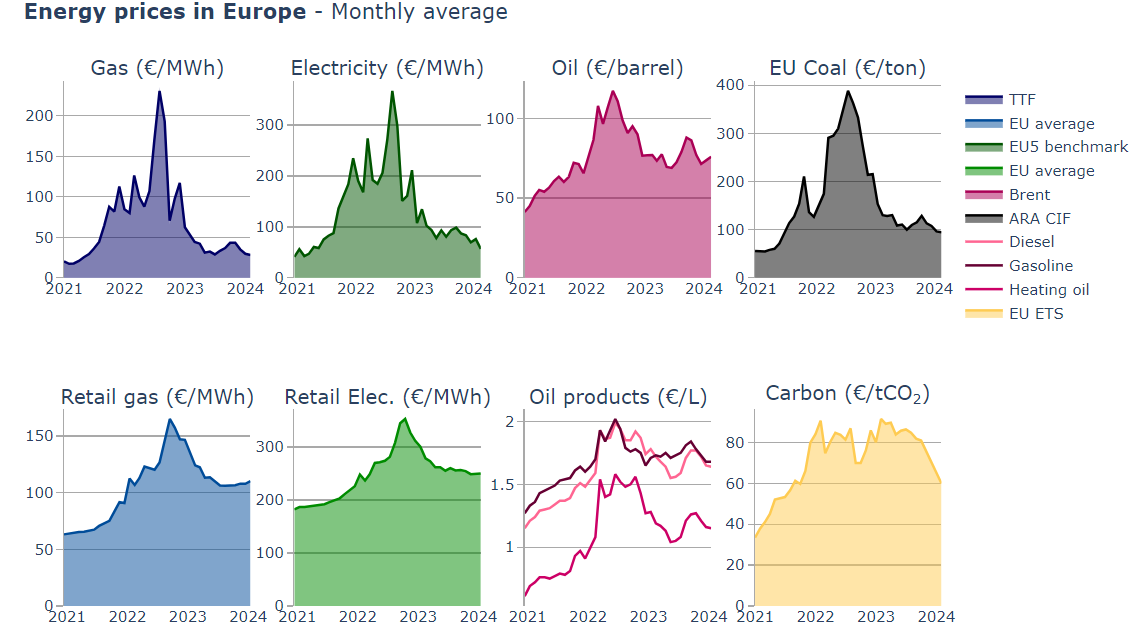 Energy prices in Europe - Monthly average
Gas (€/MWh)
200
150
100
50
0
2021 2022 2023 2024
Electricity (€/MWh)
300
200
100
0
2021 2022 2023 2024
Oil (€/barrel)
100
50
0
2021 2022 2023 2024
EU Coal (€/ton)
400
300
200
100
0
2021 2022 2023 2024
TTF
EU average
EU5 benchmark
EU average
Brent
ARA CIF
Diesel
Gasoline
Heating oil
EU ETS
Retail gas (€/MWh)
150
100
50
0
2021 2022 2023 2024
Retail Elec. (€/MWh)
300
200
100
0
2021 2022 2023 2024
Oil products (€/L)
2
1.5
1
2021 2022 2023 2024
Carbon (€/tCO₂)
80
60
40
20
0
2021 2022 2023 2024